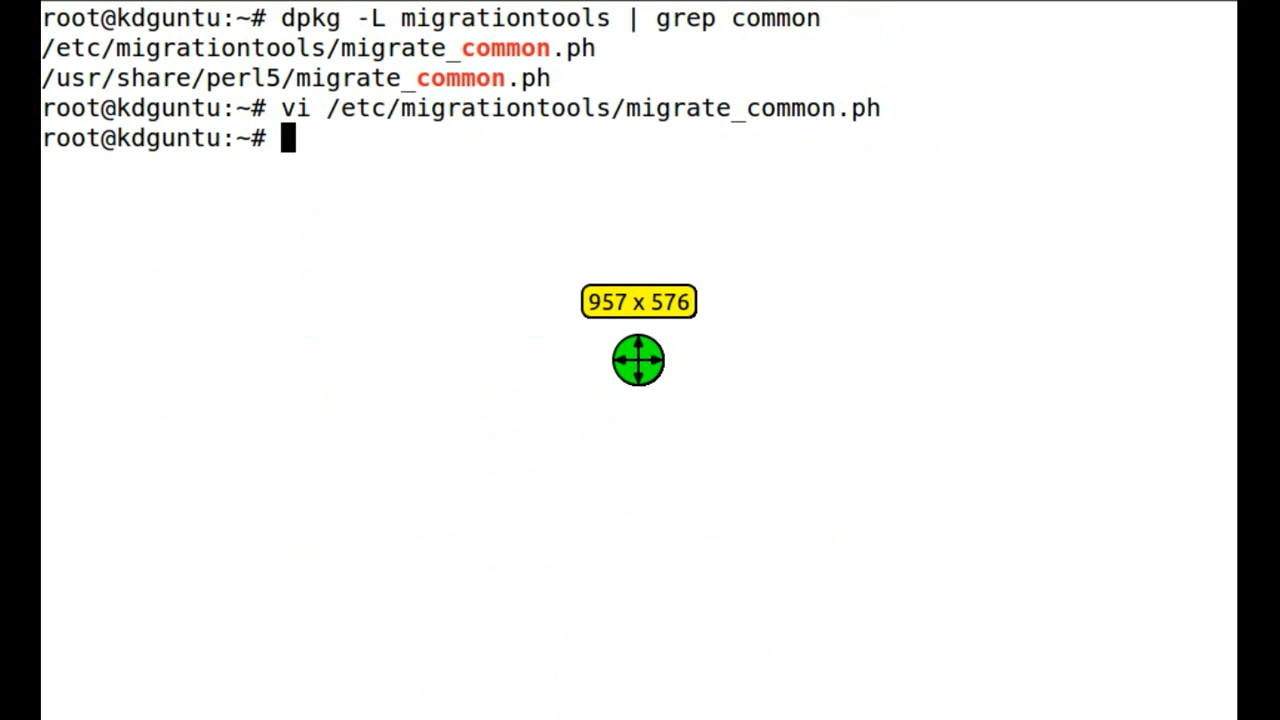 root@kdguntu:~# dpkg -L migrationtools | grep common
/etc/migrationtools/migrate_common.ph
/usr/share/perl5/migrate_common.ph
root@kdguntu:~# vi /etc/migrationtools/migrate_common.ph
root@kdguntu:~#
957 x 576